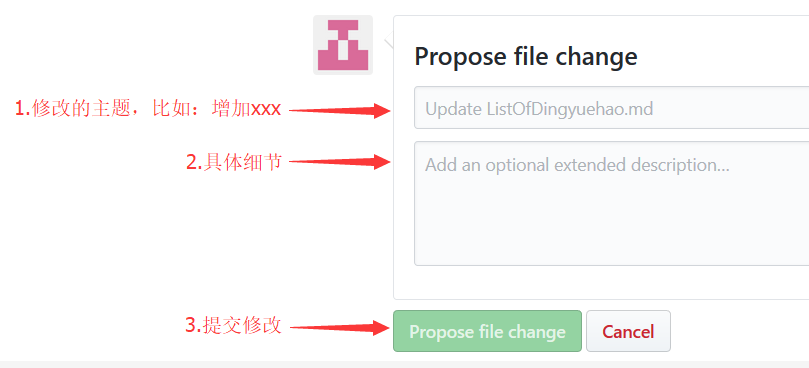 Propose file change
1.修改的主题，比如：增加xxx
Update ListOfDingyuehao.md
2.具体细节
Add an optional extended description...
3.提交修改
Propose file change
Cancel